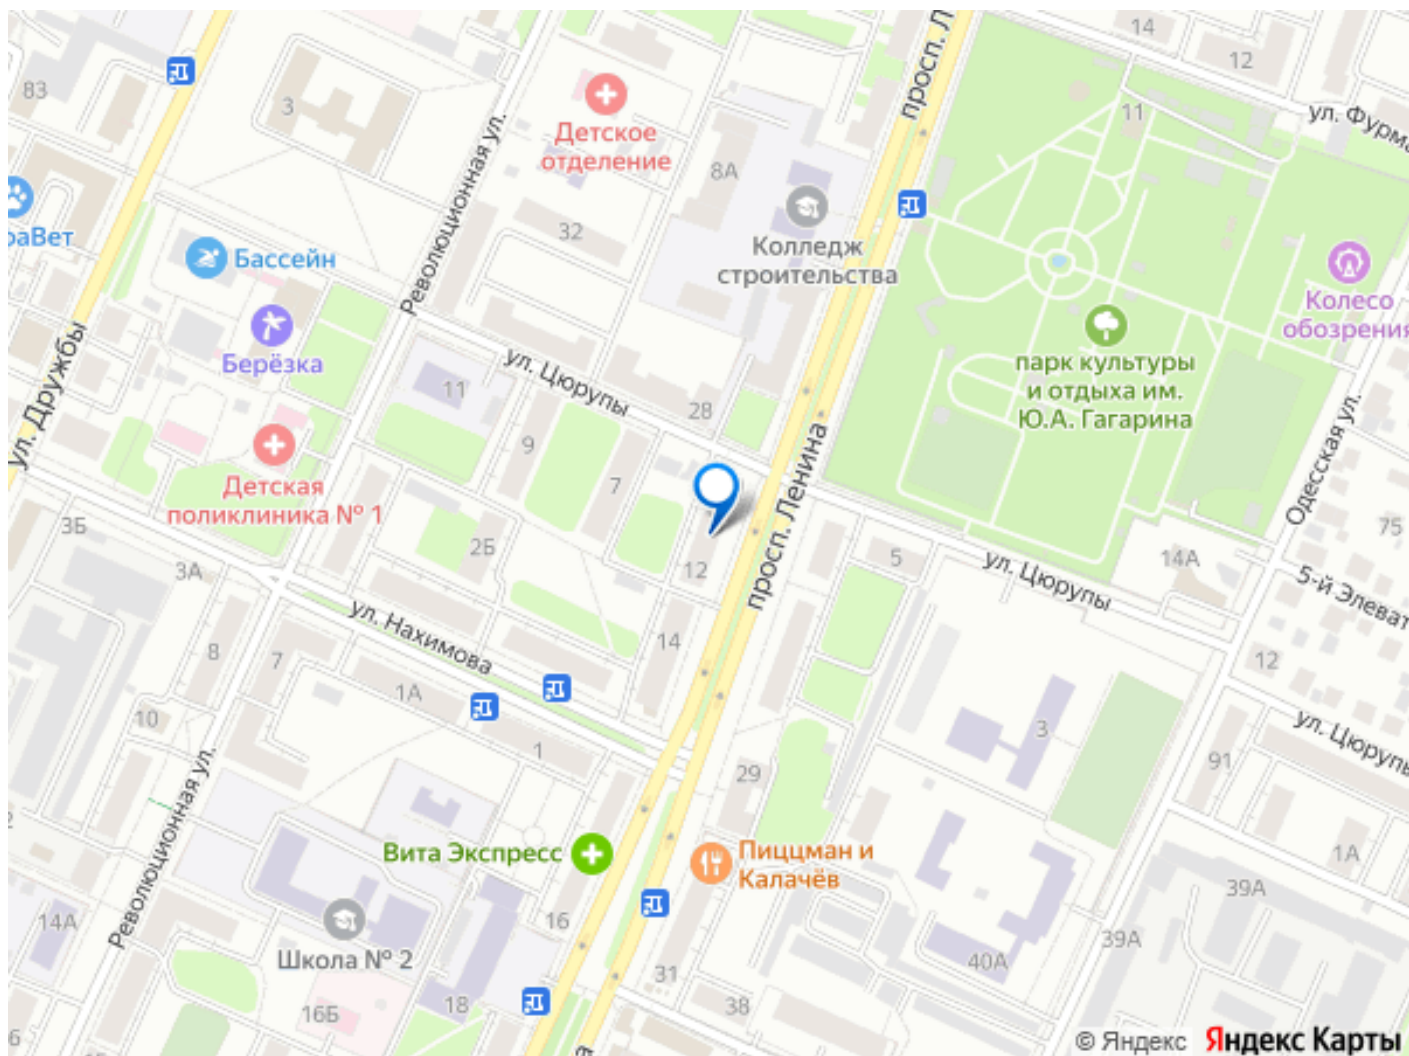 14
12
просп. Л
83
3
Детское
отделение
Революционная ул.
8А
11
ул. Фурма
раВет
32
Колледж
строительства
Бассейн
Колесо
обозрения
Берёзка
ул. Дружбы
ул. Цюрупы
парк культуры
и отдыха им.
Ю.А. Гагарина
11
28
9
7
просп. Ленина
Одесская ул.
Детская
поликлиника № 1
3Б
2Б
12
5
ул. Цюрупы
14А
75
5-й Элеват
3А
ул. Нахимова
14
8
7
1А
12
10
3
ул. Цюрупы
1
29
91
Революционная ул.
Вита Экспресс
Пиццман и
Калачёв
1А
39А
14А
16
39А
Школа № 2
31
40А
18
38
16Б
© Яндекс
Яндекс Карты